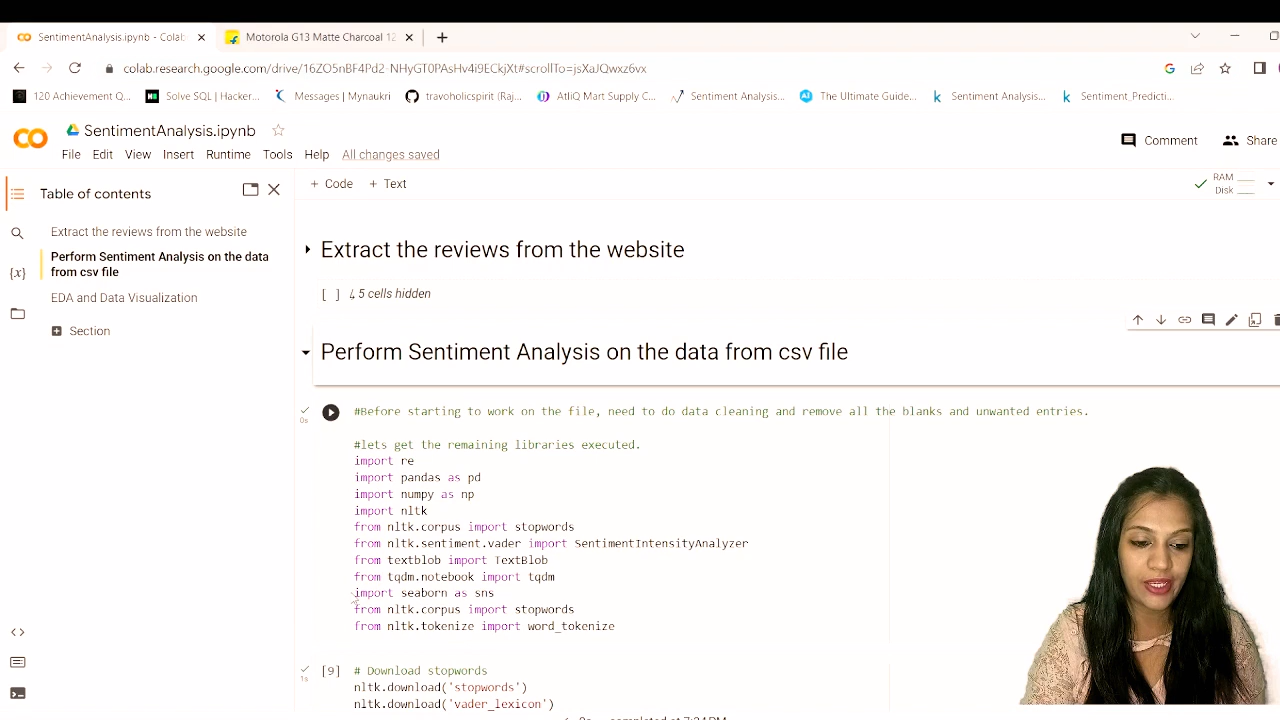 SentimentAnalysis.ipynb - Colab
Motorola G13 Matte Charcoal 12
colab.research.google.com/drive/16ZO5nBF4Pd2-NHyGT0PAsHv4i9ECkjXt#scrollTo=jsXaJQwxz6vx
120 Achievement Q...
Solve SQL | Hacker...
Messages | Mynaukri
travoholicspirit (Raj...
AtliQ Mart Supply C...
Sentiment Analysis...
The Ultimate Guide...
Sentiment Analysis...
Sentiment_Predicti...
SentimentAnalysis.ipynb
File Edit View Insert Runtime Tools Help All changes saved
Comment
Share
Table of contents
Extract the reviews from the website
Perform Sentiment Analysis on the data
from csv file
EDA and Data Visualization
Section
+ Code + Text
RAM
Disk
Extract the reviews from the website
[ ] ↳ 5 cells hidden
Perform Sentiment Analysis on the data from csv file
0s
#Before starting to work on the file, need to do data cleaning and remove all the blanks and unwanted entries.
#lets get the remaining libraries executed.
import re
import pandas as pd
import numpy as np
import nltk
from nltk.corpus import stopwords
from nltk.sentiment.vader import SentimentIntensityAnalyzer
from textblob import TextBlob
from tqdm.notebook import tqdm
import seaborn as sns
from nltk.corpus import stopwords
from nltk.tokenize import word_tokenize
1s
[9] # Download stopwords
nltk.download('stopwords')
nltk.download('vader_lexicon')